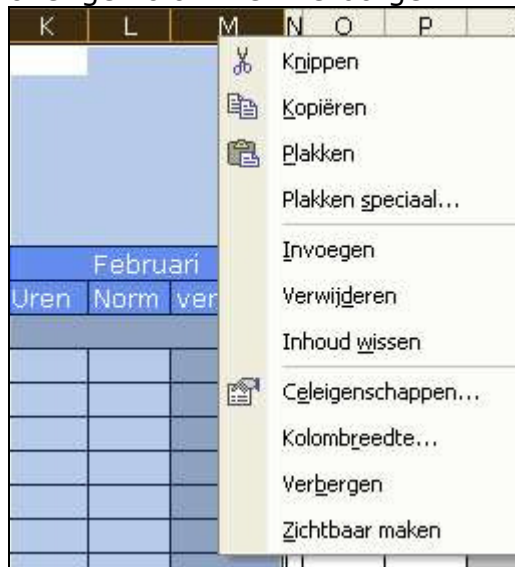 K L M N O P
Knippen
Kopiëren
Plakken
Plakken speciaal...
Invoegen
Februari
Uren Norm ver
Verwijderen
Inhoud wissen
Celeigenschappen...
Kolombreedte...
Verbergen
Zichtbaar maken